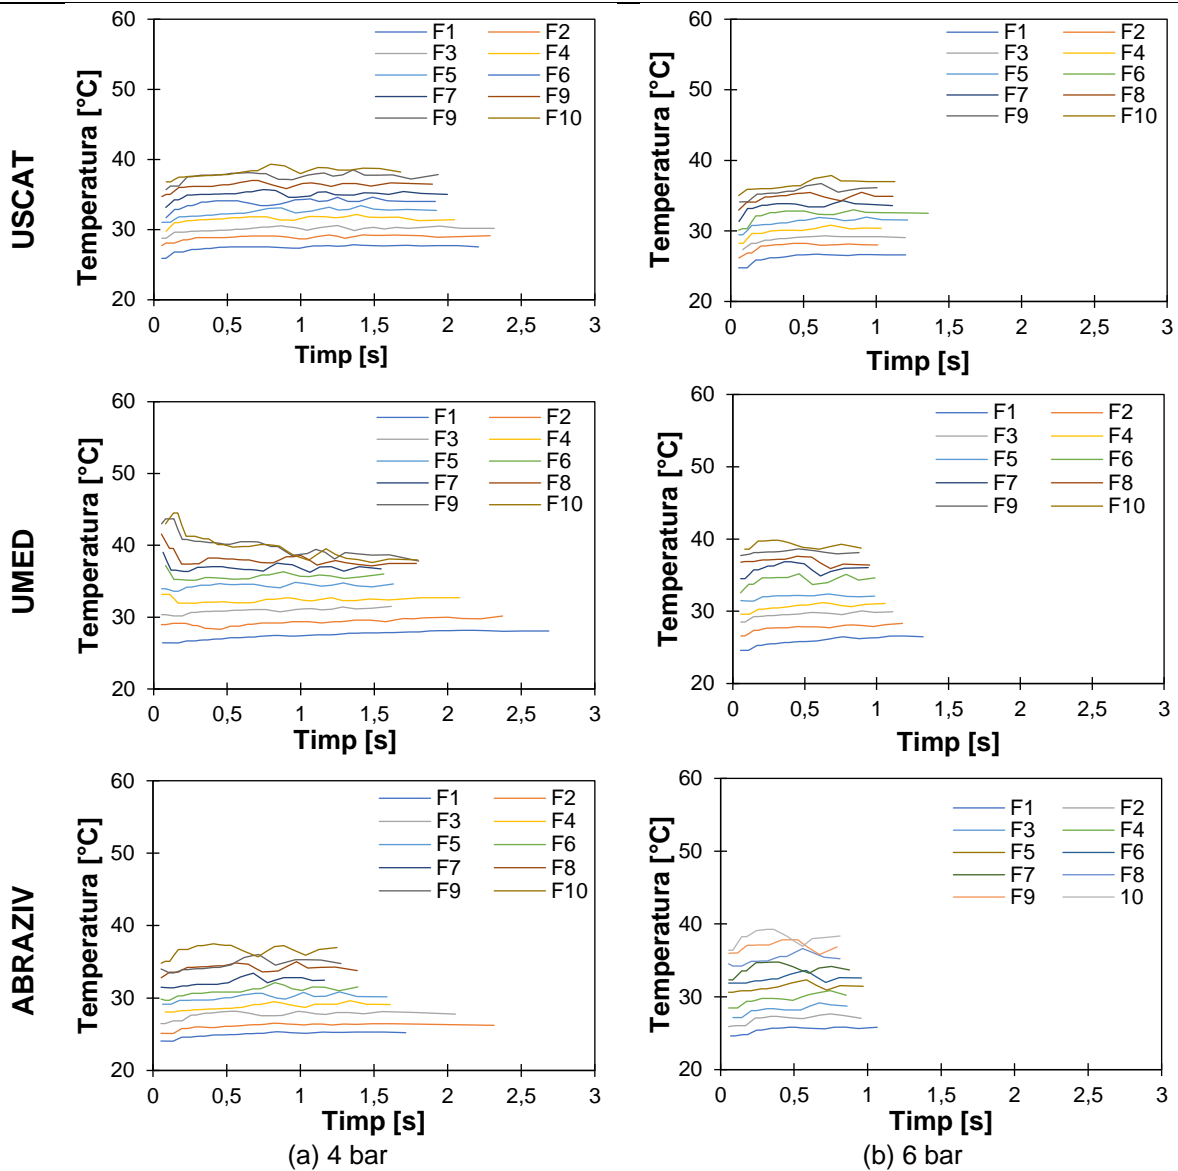 USCAT
Temperatura [°C]
60
50
40
30
20
0 0,5 1 1,5 2 2,5 3
Timp [s]
F1 F2
F3 F4
F5 F6
F7 F9
F9 F10
Temperatura [°C]
60
50
40
30
20
0 0,5 1 1,5 2 2,5 3
Timp [s]
F1 F2
F3 F4
F5 F6
F7 F8
F9 F10
UMED
Temperatura [°C]
60
50
40
30
20
0 0,5 1 1,5 2 2,5 3
Timp [s]
F1 F2
F3 F4
F5 F6
F7 F8
F9 F10
Temperatura [°C]
60
50
40
30
20
0 0,5 1 1,5 2 2,5 3
Timp [s]
F1 F2
F3 F4
F5 F6
F7 F8
F9 F10
ABRAZIV
Temperatura [°C]
60
50
40
30
20
0 0,5 1 1,5 2 2,5 3
Timp [s]
F1 F2
F3 F4
F5 F6
F7 F8
F9 F10
(a) 4 bar
Temperatura [°C]
60
50
40
30
20
0 0,5 1 1,5 2 2,5 3
Timp [s]
F1 F2
F3 F4
F5 F6
F7 F8
F9 10
(b) 6 bar